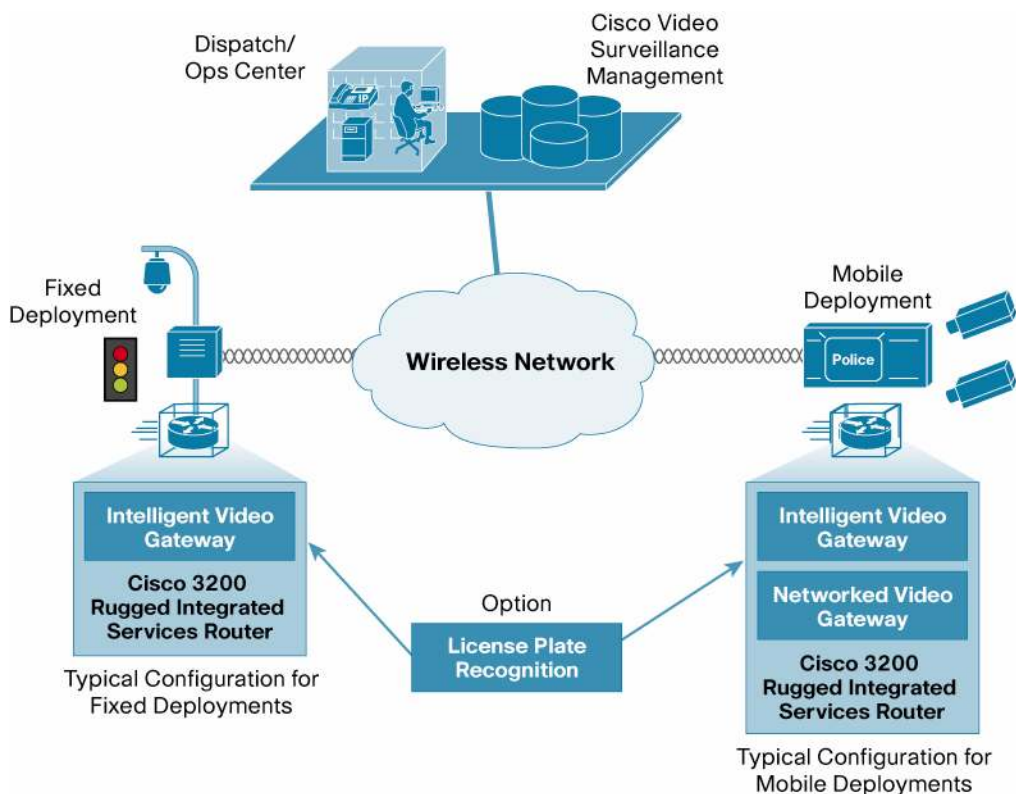 Dispatch/
Ops Center
IP
Cisco Video
Surveillance
Management
Fixed
Deployment
Wireless Network
Mobile
Deployment
Police
Intelligent Video
Gateway
Cisco 3200
Rugged Integrated
Services Router
Typical Configuration for
Fixed Deployments
Option
License Plate
Recognition
Intelligent Video
Gateway
Networked Video
Gateway
Cisco 3200
Rugged Integrated
Services Router
Typical Configuration for
Mobile Deployments